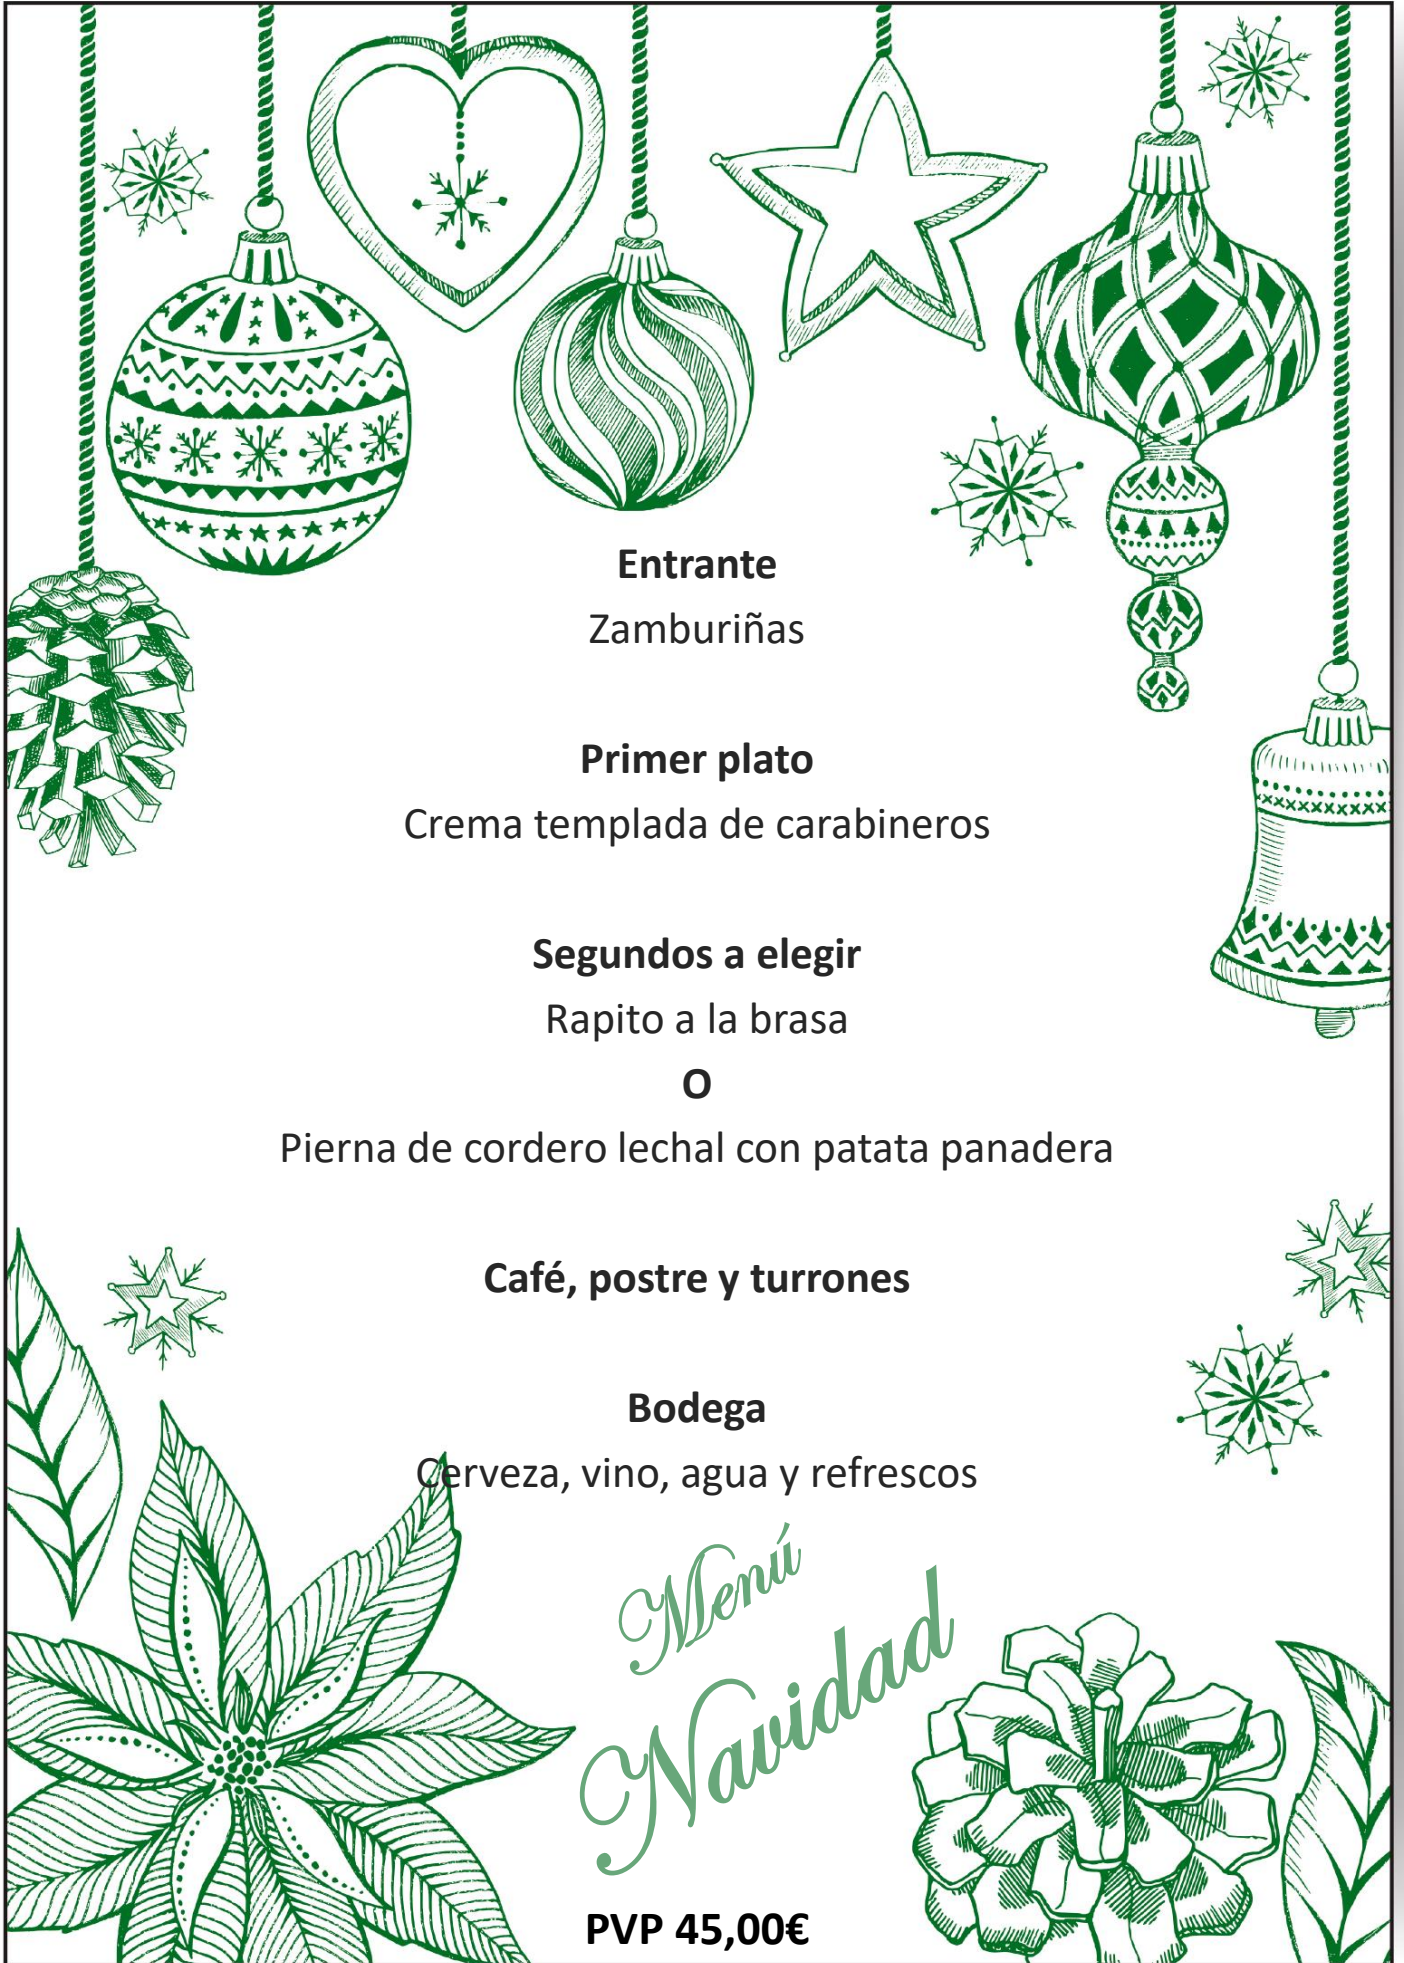 Entrante
Zamburiñas
Primer plato
Crema templada de carabineros
Segundos a elegir
Rapito a la brasa
O
Pierna de cordero lechal con patata panadera
Café, postre y turrones
Bodega
Cerveza, vino, agua y refrescos
Menú
Navidad
PVP 45,00€